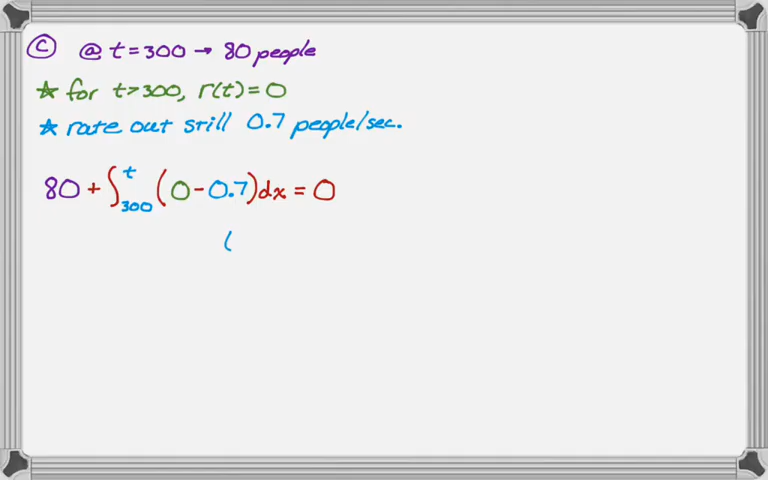 C @ t = 300 → 80 people
★ for t > 300, r(t) = 0
★ rate out still 0.7 people/sec.
80 + ∫₃₀₀ᵗ (0 - 0.7) dx = 0
(